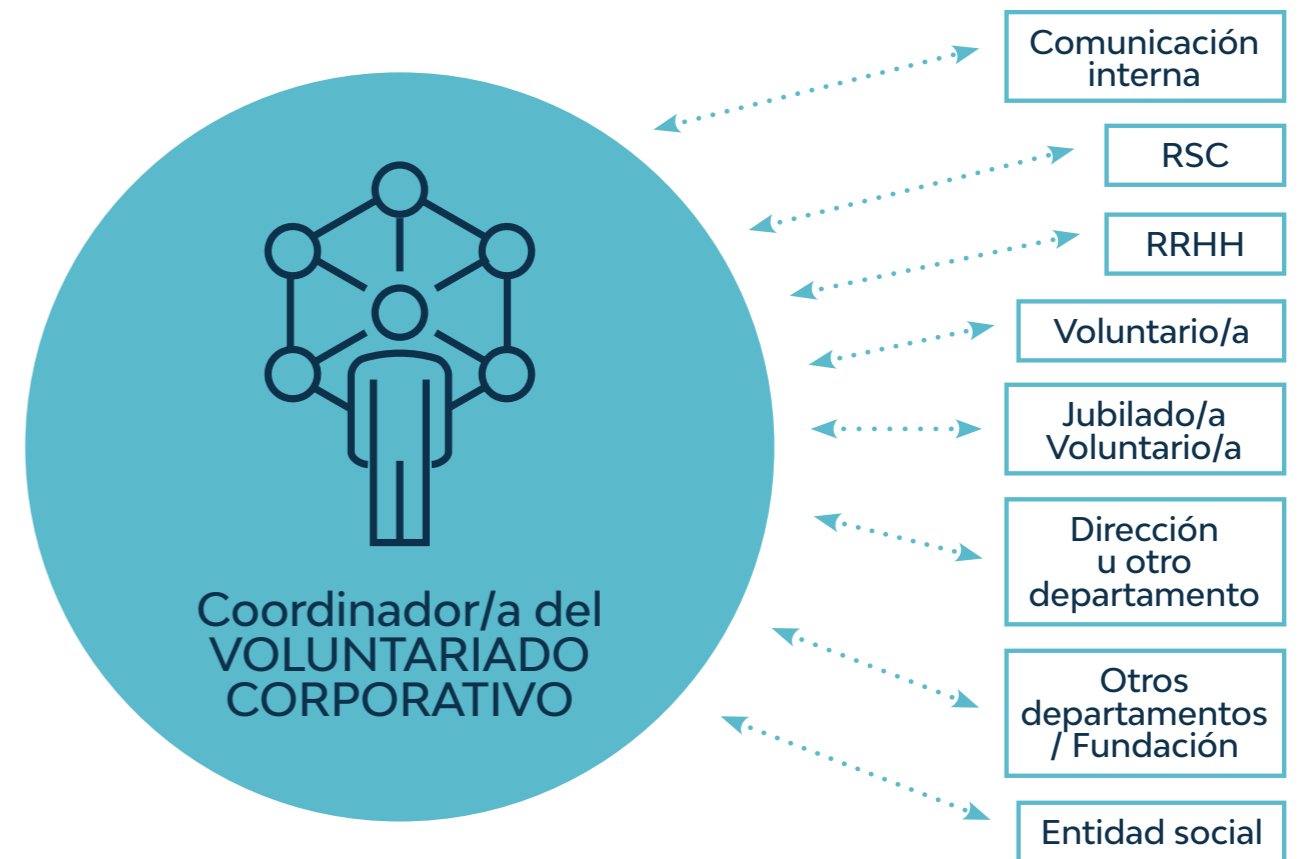 Comunicación
interna
RSC
RRHH
Voluntario/a
Jubilado/a
Voluntario/a
Dirección
u otro
departamento
Otros
departamentos
/ Fundación
Entidad social
Coordinador/a del
VOLUNTARIADO
CORPORATIVO